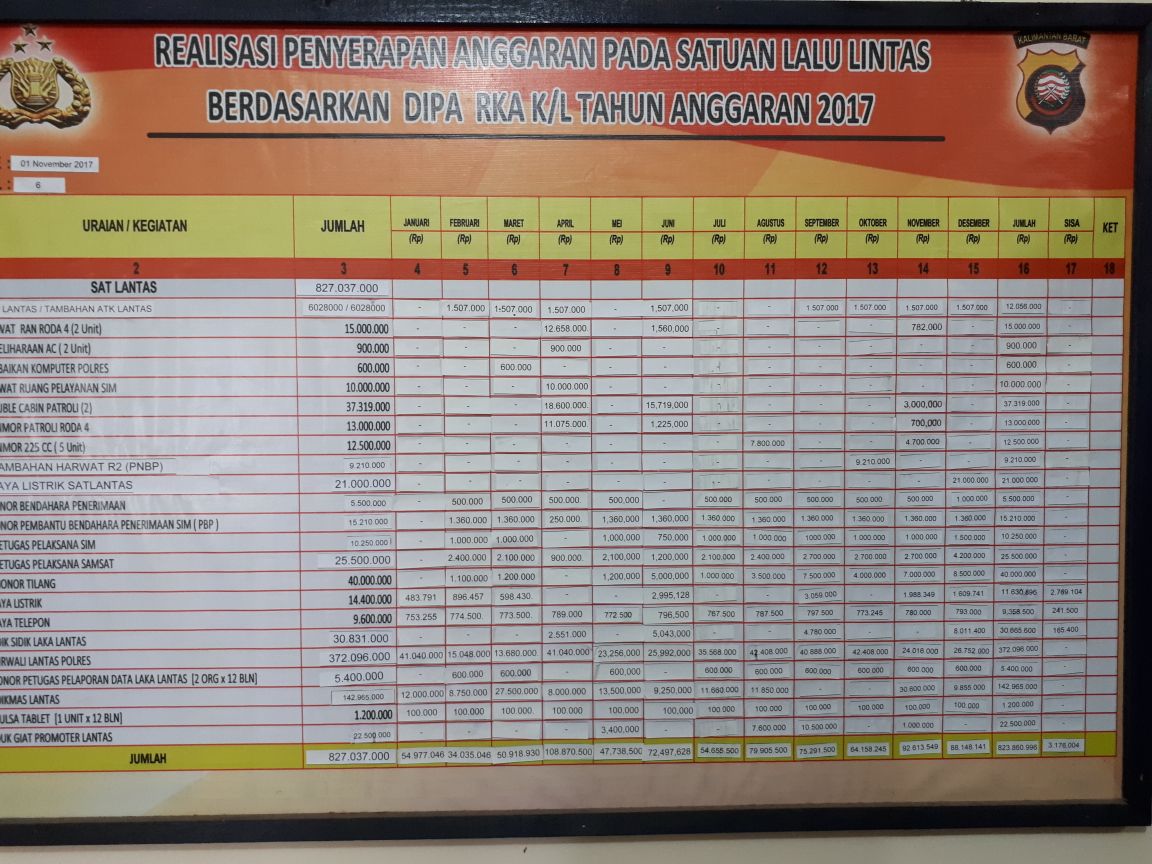 KALIMANTAN BARAT
REALISASI PENYERAPAN ANGGARAN PADA SATUAN LALU LINTAS
BERDASARKAN DIPA RKA K/L TAHUN ANGGARAN 2017
: 01 November 2017
: 6
URAIAN / KEGIATAN JUMLAH JANUARI FEBRUARI MARET APRIL MEI JUNI JULI AGUSTUS SEPTEMBER OKTOBER NOVEMBER DESEMBER JUMLAH SISA KET
(Rp) (Rp) (Rp) (Rp) (Rp) (Rp) (Rp) (Rp) (Rp) (Rp) (Rp) (Rp) (Rp) (Rp)
2 3 4 5 6 7 8 9 10 11 12 13 14 15 16 17 18
SAT LANTAS 827.037.000
LANTAS / TAMBAHAN ATK LANTAS 6028000 / 6028000 - 1.507.000 1-507.000 1.507.000 - 1,507,000 - 1.507.000 1.507.000 1.507.000 1.507.000 12.056.000 -
WAT RAN RODA 4 (2 Unit) 15.000.000 - - - 12.658.000 - 1,560,000 - - - - 782,000 - 15.000.000 -
ELIHARAAN AC ( 2 Unit) 900.000 - - - 900.000 - - - - - - - - 900.000 -
BAIKAN KOMPUTER POLRES 600.000 - - 600.000 - - - - - - - - - 600.000 -
WAT RUANG PELAYANAN SIM 10.000.000 - - - 10.000.000 - - - - - - - - 10.000.000 -
UBLE CABIN PATROLI (2) 37.319.000 - - - 18.600.000 - 15,719,000 - - - - 3.000,000 - 37.319.000 -
NMOR PATROLI RODA 4 13.000.000 - - - 11.075.000 - 1,225,000 - - - - 700,000 - 13.000.000 -
NMOR 225 CC ( 5 Unit) 12.500.000 - - - - - - - 7.800.000 - - 4.700.000 - 12.500.000 -
AMBAHAN HARWAT R2 (PNBP) 9.210.000 - - - - - - - - - 9.210.000 - - 9.210.000 -
AYA LISTRIK SATLANTAS 21.000.000 - - - - - - - - - - - 21.000.000 21.000.000 -
NOR BENDAHARA PENERIMAAN 5.500.000 - 500.000 500.000 500.000 500,000 - 500.000 500.000 500.000 500.000 500.000 1.000.000 5.500.000 -
NOR PEMBANTU BENDAHARA PENERIMAAN SIM ( PBP ) 15.210.000 - 1.360.000 1.360.000 250.000 1,360,000 1,360,000 1.360.000 1.360.000 1.360.000 1.360.000 1.360.000 1.360.000 15.210.000 -
ETUGAS PELAKSANA SIM 10.250.000 - 1.000.000 1.000.000 - 1,000,000 750,000 1.000.000 1.000.000 1000.000 1.000.000 1.000.000 1.500.000 10.250.000 -
ETUGAS PELAKSANA SAMSAT 25.500.000 - 2.400.000 2.100.000 900.000 2,100,000 1,200,000 2.100.000 2.400.000 2.700.000 2.700.000 2.700.000 4.200.000 25.500.000 -
ONOR TILANG 40.000.000 - 1.100.000 1.200.000 - 1,200,000 5,000,000 1.000.000 3.500.000 7.500.000 4.000.000 7.000.000 8.500.000 40.000.000 -
AYA LISTRIK 14.400.000 483.791 896.457 598.430 - - 2,995,128 - - 3.059.000 - 1.988.349 1.609.741 11.630.896 2.769.104
AYA TELEPON 9.600.000 753.255 774.500 773.500 789.000 772.500 796,500 767.500 787.500 797.500 773.245 780.000 793.000 9.358.500 241.500
DIK SIDIK LAKA LANTAS 30.831.000 - - - 2.551.000 - 5,043,000 - - 4.780.000 - - 30.665.600 165.400
URWALI LANTAS POLRES 372.096.000 41.040.000 15.048.000 13.680.000 41.040.000 23,256,000 25,992,000 35.568.000 42.408.000 40.888.000 42.408.000 24.016.000 26.752.000 372.096.000 -
ONOR PETUGAS PELAPORAN DATA LAKA LANTAS [2 ORG x 12 BLN] 5.400.000 - 600.000 600.000 - 600,000 - 600.000 600.000 600.000 600.000 600.000 600.000 5.400.000 -
DIKMAS LANTAS 142.965.000 12.000.000 8.750.000 27.500.000 8.000.000 13,500,000 9,250,000 11.660.000 11.850.000 - - 30.600.000 9.855.000 142.965.000 -
ULSA TABLET [1 UNIT x 12 BLN] 1.200.000 100.000 100.000 100.000 100.000 100.000 100,000 100.000 100.000 100.000 100.000 100.000 100.000 1.200.000 -
UK GIAT PROMOTER LANTAS 22.500.000 - - - - 3,400,000 - - 7.600.000 10.500.000 - 1.000.000 - 22.500.000 -
JUMLAH 827.037.000 54.977.046 34.035.046 50.918.930 108.870.500 47,738,500 72,497,628 54.655.500 79.905.500 75.291.500 64.158.245 92.613.549 88.148.141 823.860.996 3.176.004